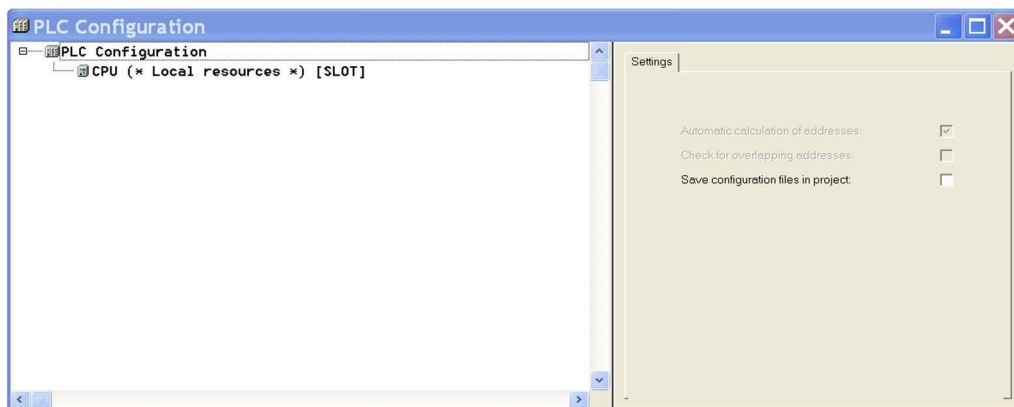 PLC Configuration
PLC Configuration
CPU (* Local resources *) [SLOT]
Settings
Automatic calculation of addresses:
Check for overlapping addresses:
Save configuration files in project: